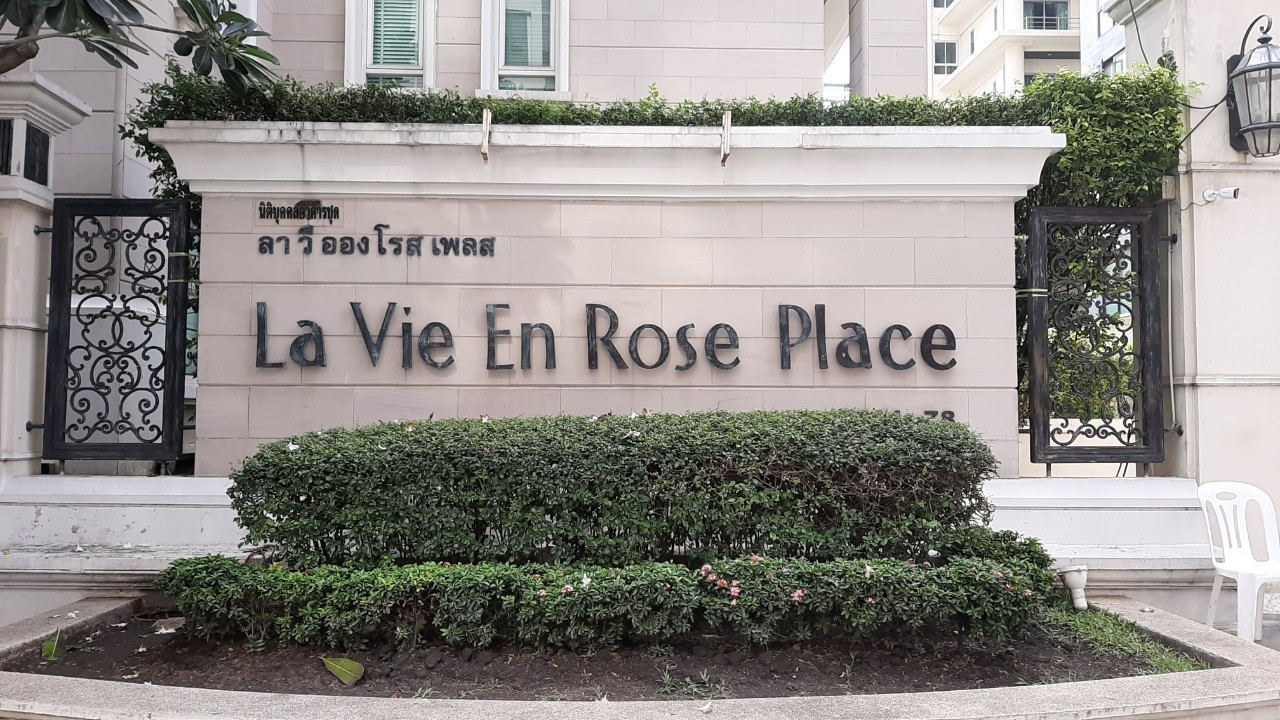 นิติบุคคลอาคารชุด
ลา วี อองโรส เพลส
La Vie En Rose Place
78